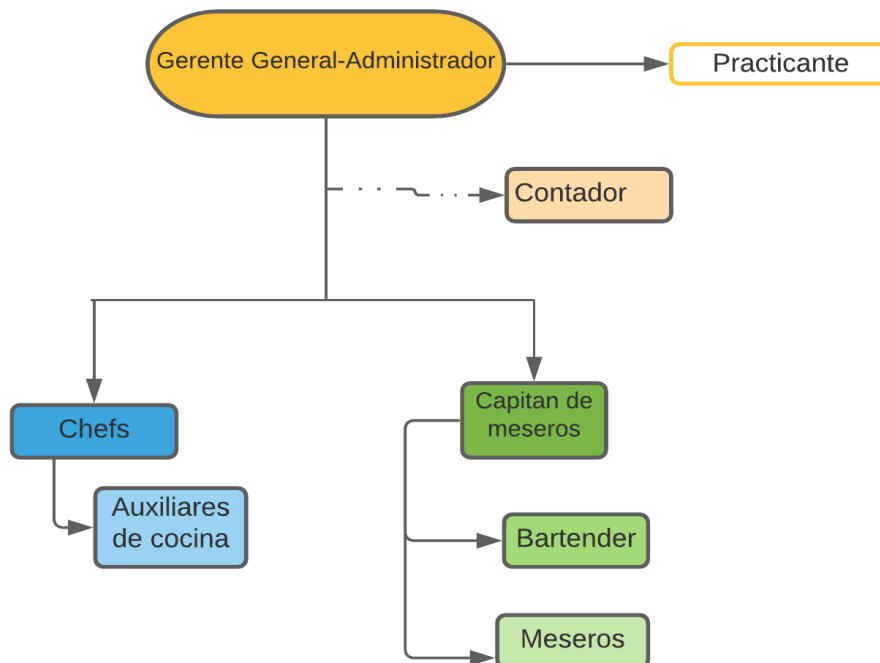 Gerente General-Administrador
Practicante
Contador
Chefs
Capitan de
meseros
Auxiliares
de cocina
Bartender
Meseros